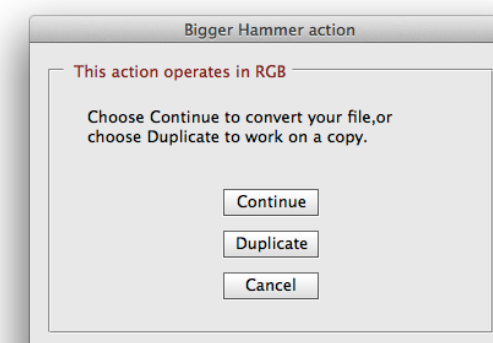 Bigger Hammer action
This action operates in RGB
Choose Continue to convert your file,or
choose Duplicate to work on a copy.
Continue
Duplicate
Cancel